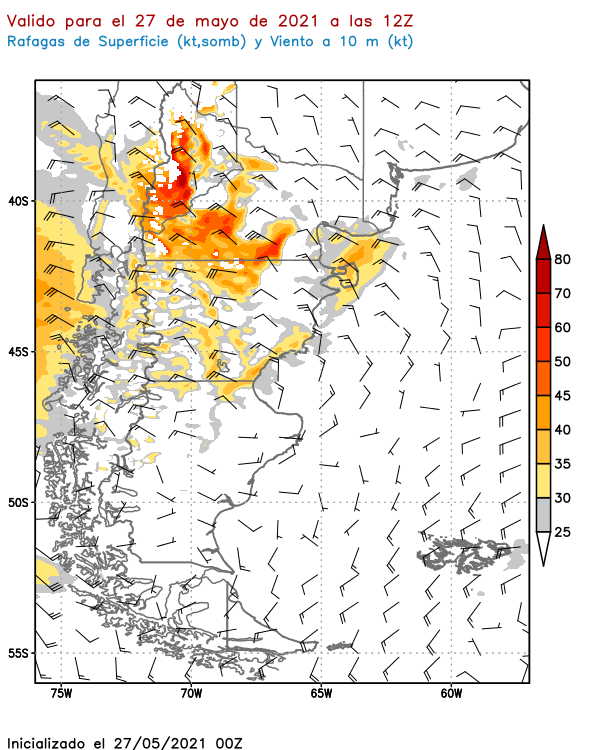 Valido para el 27 de mayo de 2021 a las 12Z
Rafagas de Superficie (kt,somb) y Viento a 10 m (kt)
40S
45S
50S
55S
75W 70W 65W 60W
80
70
60
50
45
40
35
30
25
Inicializado el 27/05/2021 00Z